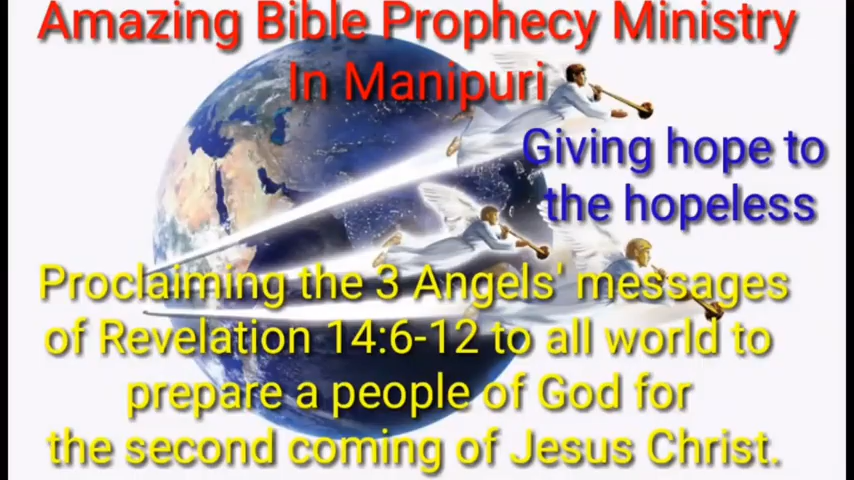 Amazing Bible Prophecy Ministry
In Manipuri
Giving hope to
the hopeless
Proclaiming the 3 Angels' messages
of Revelation 14:6-12 to all world to
prepare a people of God for
the second coming of Jesus Christ.